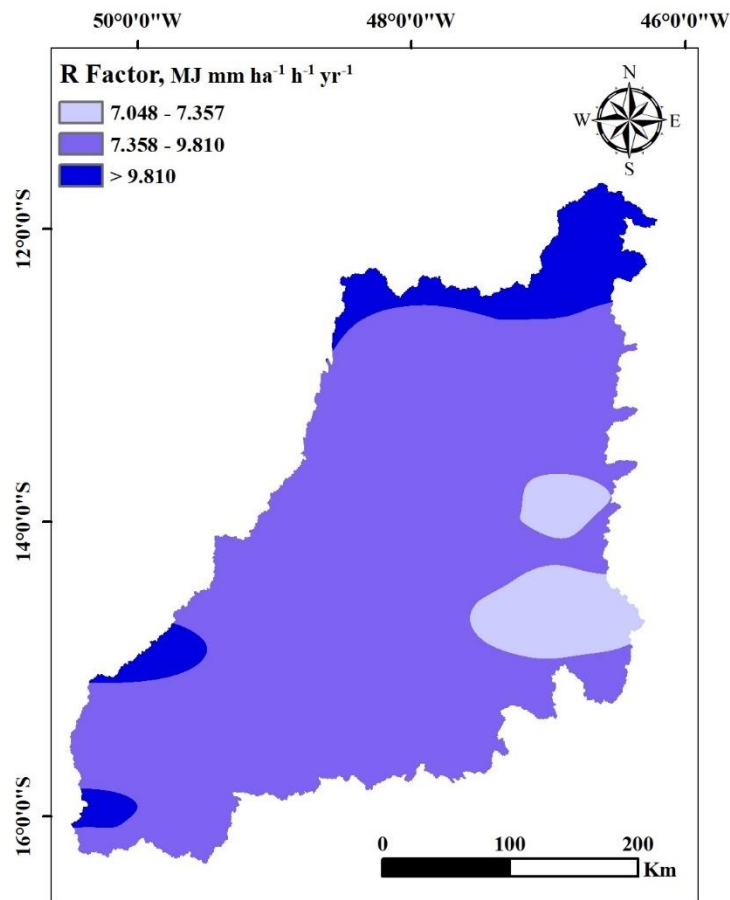 50°0'0"W 48°0'0"W 46°0'0"W
R Factor, MJ mm ha⁻¹ h⁻¹ yr⁻¹
7.048 - 7.357
7.358 - 9.810
> 9.810
N
W E
S
12°0'0"S
14°0'0"S
16°0'0"S
0 100 200
Km